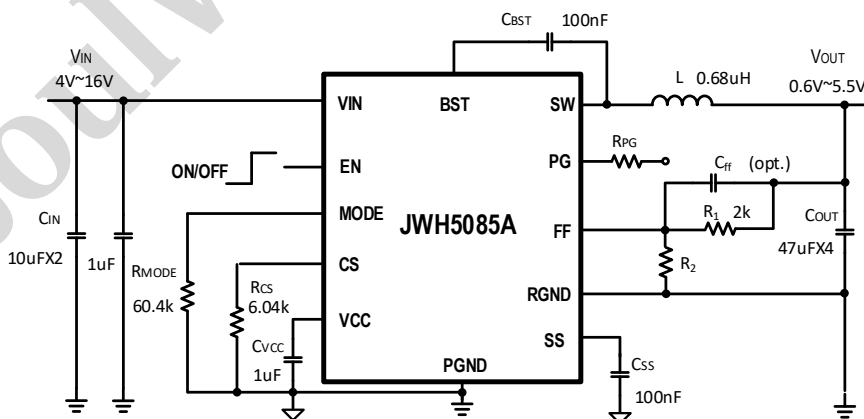 CBST 100nF
VIN
4V~16V
VOUT
0.6V~5.5V
L 0.68uH
VIN
BST
SW
RPG
PG
ON/OFF
EN
Cff (opt.)
MODE
JWH5085A
FF
R1 2k
CIN
10uFX2
1uF
COUT
47uFX4
RMODE
60.4k
CS
RCS
6.04k
R2
RGND
VCC
CVCC
1uF
SS
PGND
CSS
100nF